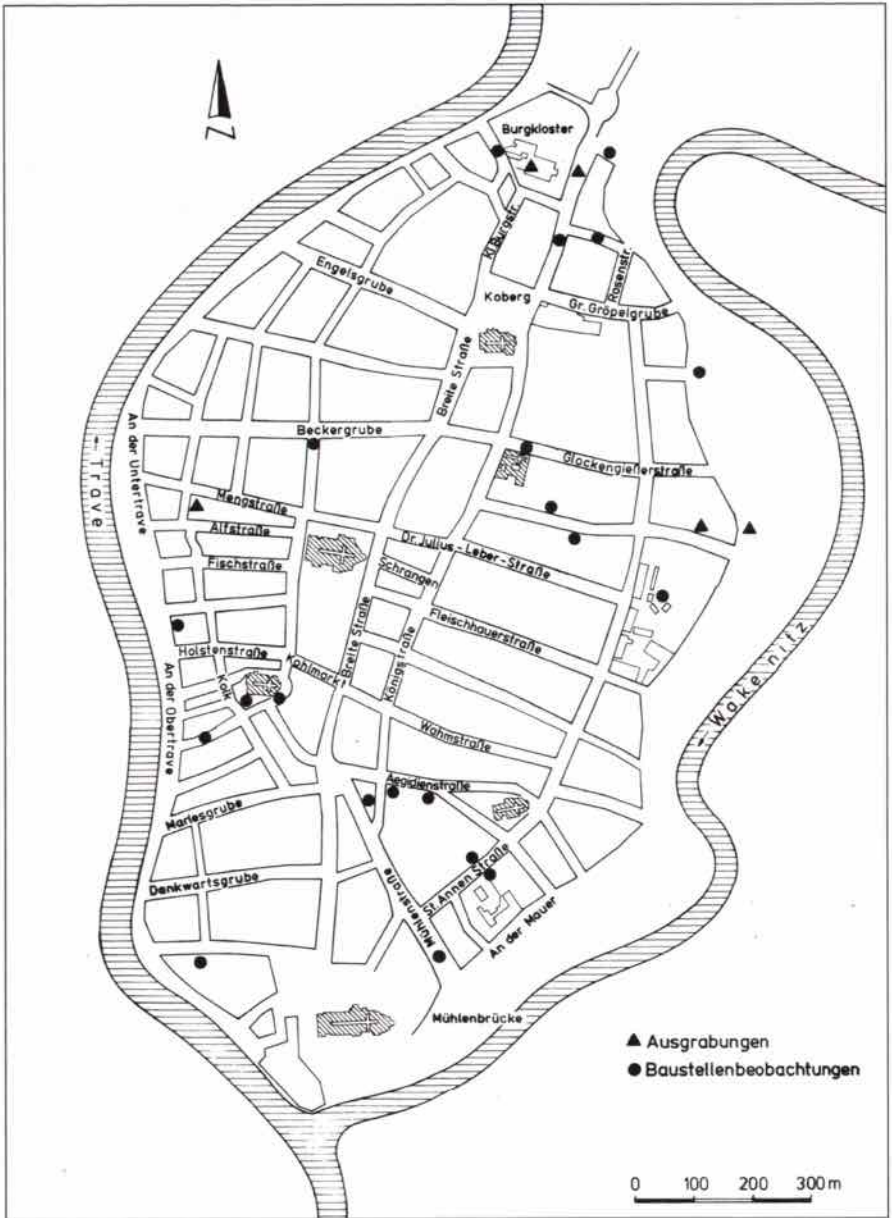 N
Burgkloster
Kl. Burgstr.
Rosenstr.
Engelsgrube
Koberg
Gr. Gröpelgrube
Breite Straße
Beckergrube
An der Untertrave
←Trave
Glockengießerstraße
Mengstraße
Alfstraße
Dr. Julius-Leber-Straße
Fischstraße
Schrangen
Fleischhauerstraße
Breite Straße
Königstraße
Holstenstraße
Kohlmarkt
Kolk
An der Obertrave
←Wakenitz
Wahmstraße
Aegidienstraße
Marlesgrube
Dankwartsgrube
Mühlenstraße
St. Annen Straße
An der Mauer
Mühlenbrücke
Ausgrabungen
Baustellenbeobachtungen
0 100 200 300 m